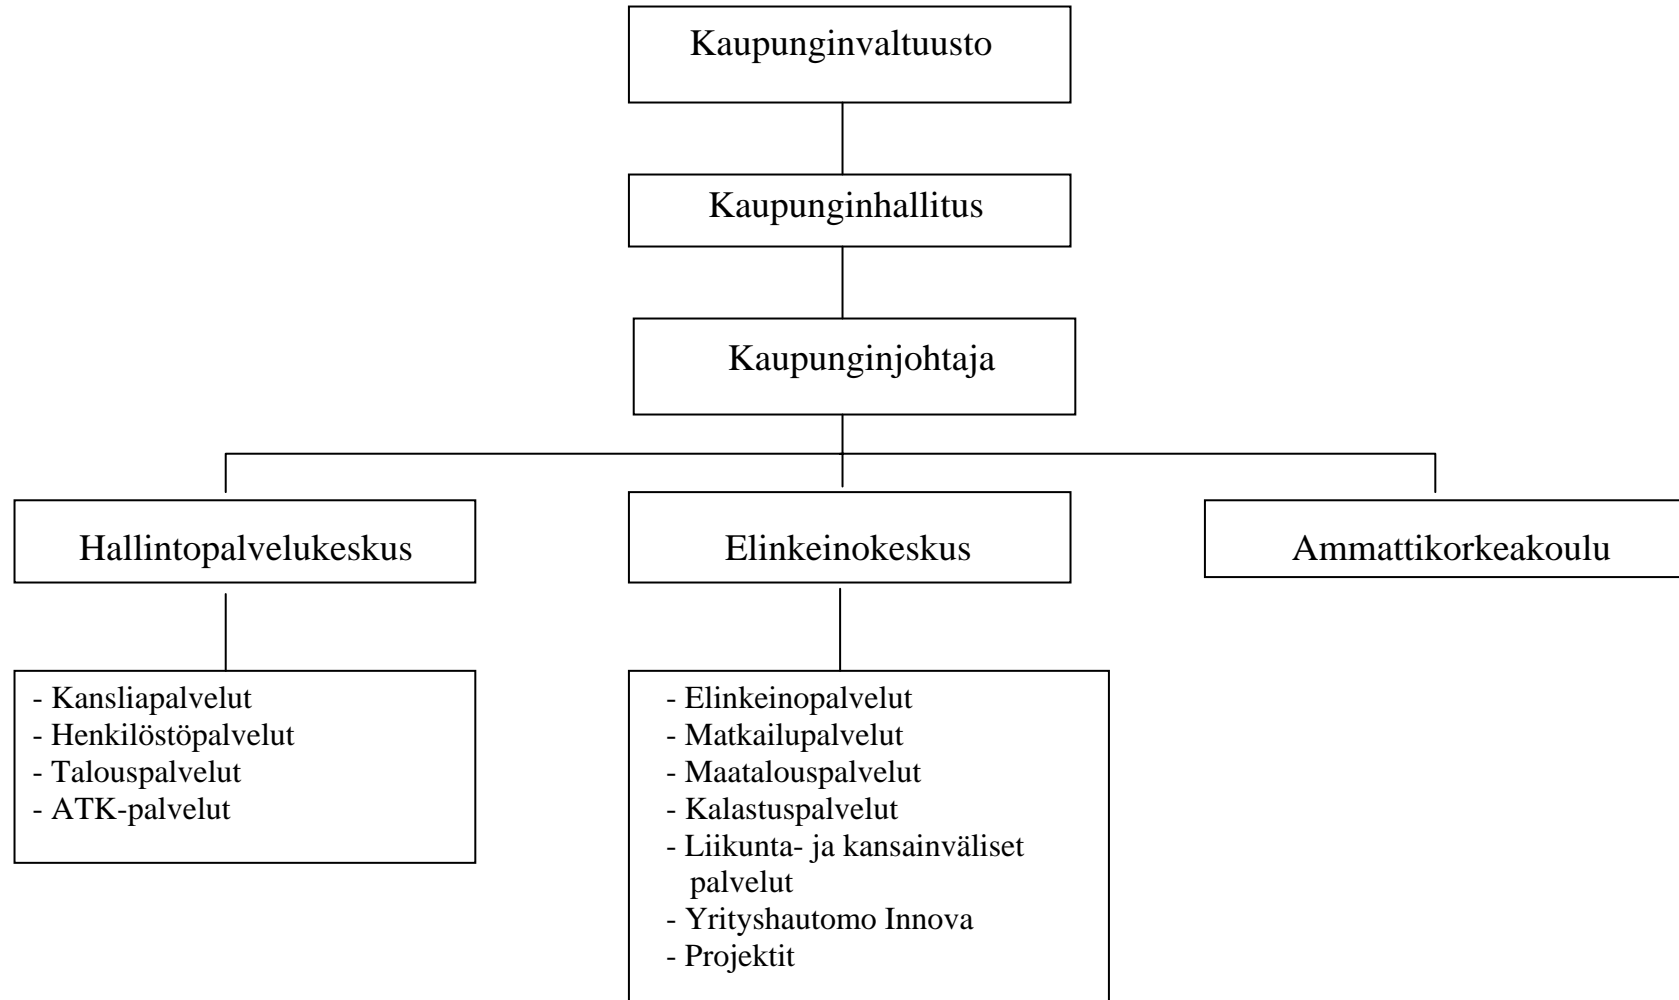 Kaupunginvaltuusto
Kaupunginhallitus
Kaupunginjohtaja
Hallintopalvelukeskus
Elinkeinokeskus
Ammattikorkeakoulu
- Kansliapalvelut
- Henkilöstöpalvelut
- Talouspalvelut
- ATK-palvelut
- Elinkeinopalvelut
- Matkailupalvelut
- Maatalouspalvelut
- Kalastuspalvelut
- Liikunta- ja kansainväliset
palvelut
- Yrityshautomo Innova
- Projektit